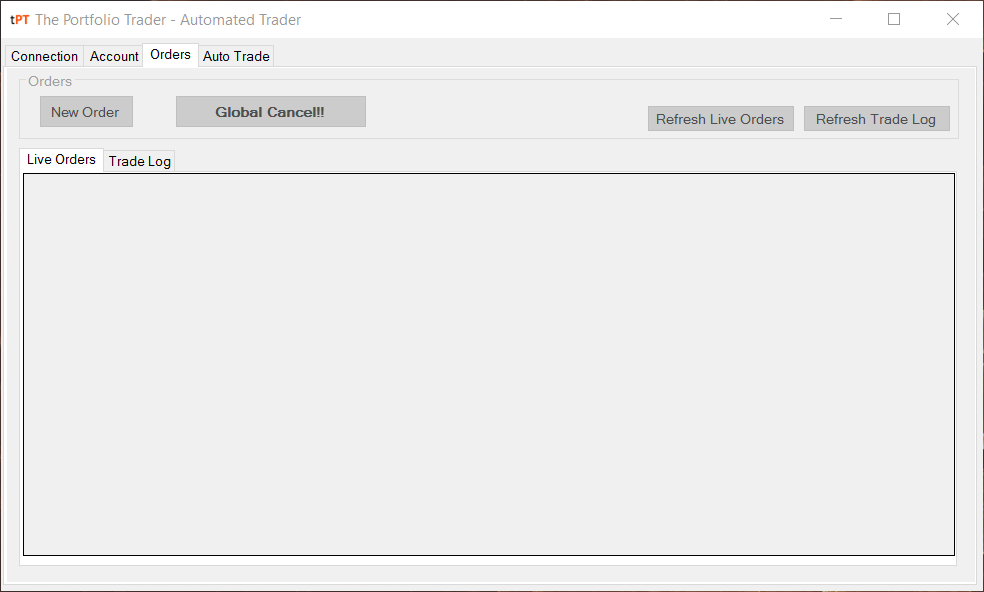 tPT The Portfolio Trader - Automated Trader
Connection Account Orders Auto Trade
Orders
New Order Global Cancel!! Refresh Live Orders Refresh Trade Log
Live Orders Trade Log